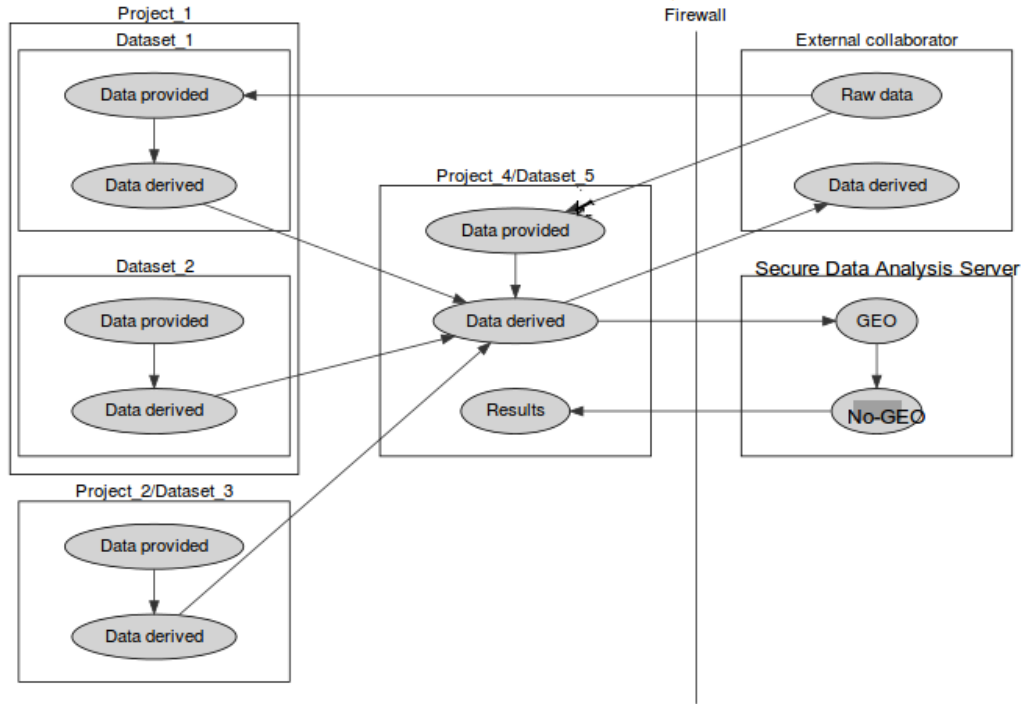 Project_1
Dataset_1
Data provided
Data derived
Dataset_2
Data provided
Data derived
Project_2/Dataset_3
Data provided
Data derived
Project_4/Dataset_5
Data provided
Data derived
Results
Firewall
External collaborator
Raw data
Data derived
Secure Data Analysis Server
GEO
No-GEO